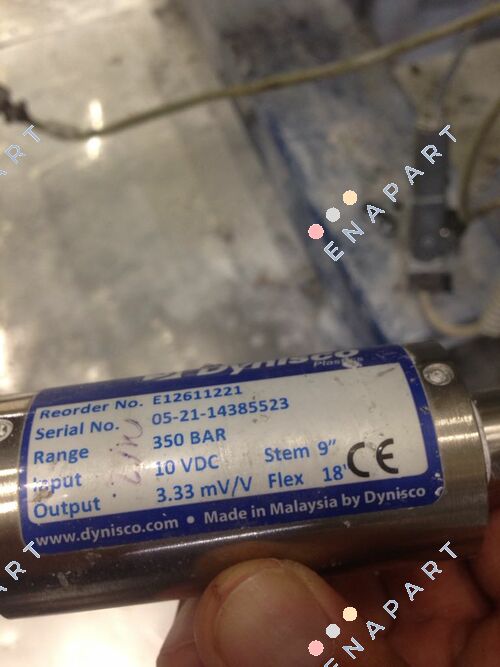 ENAPART
Dynisco
Plastics
Reorder No. E12611221
Serial No. 05-21-14385523
Range 350 BAR
Input 10 VDC Stem 9"
Output 3.33 mV/V Flex 18'
CE
www.dynisco.com • Made in Malaysia by Dynisco
ENAPART